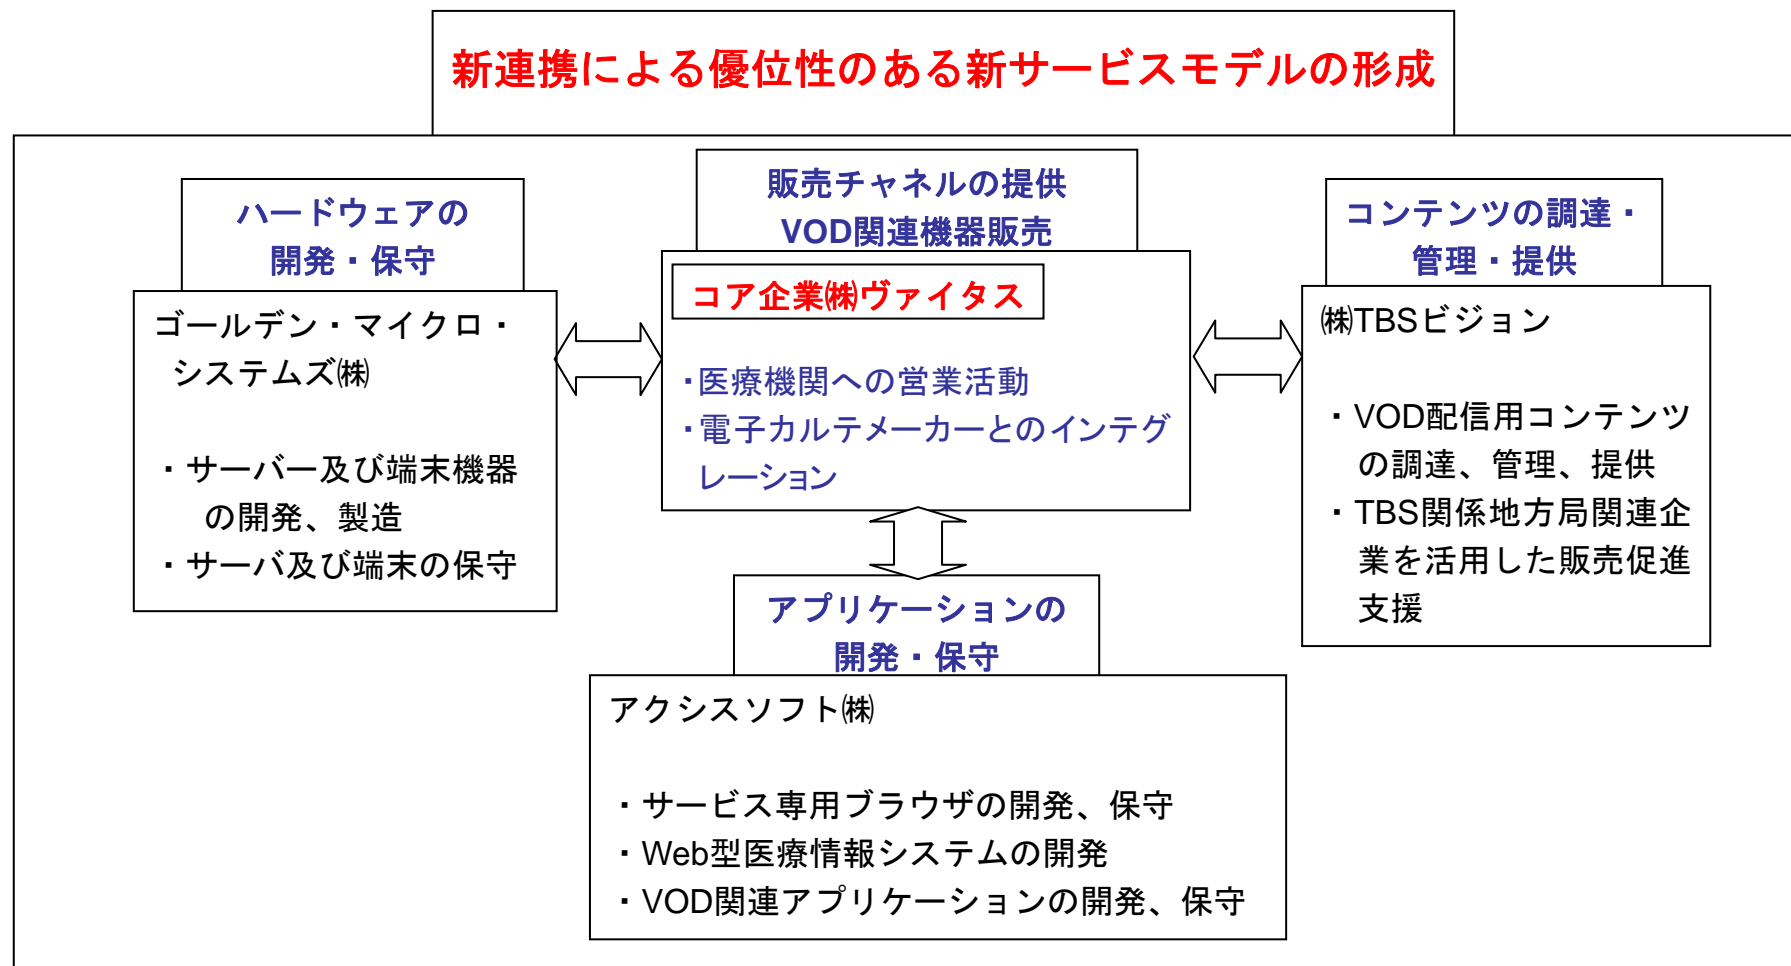 新連携による優位性のある新サービスモデルの形成
ハードウェアの
開発・保守
ゴールデン・マイクロ・
システムズ㈱
・サーバー及び端末機器
の開発、製造
・サーバ及び端末の保守
販売チャネルの提供
VOD関連機器販売
コア企業㈱ヴァイタス
・医療機関への営業活動
・電子カルテメーカーとのインテグ
レーション
コンテンツの調達・
管理・提供
㈱TBSビジョン
・VOD配信用コンテンツ
の調達、管理、提供
・TBS関係地方局関連企
業を活用した販売促進
支援
アプリケーションの
開発・保守
アクシスソフト㈱
・サービス専用ブラウザの開発、保守
・Web型医療情報システムの開発
・VOD関連アプリケーションの開発、保守